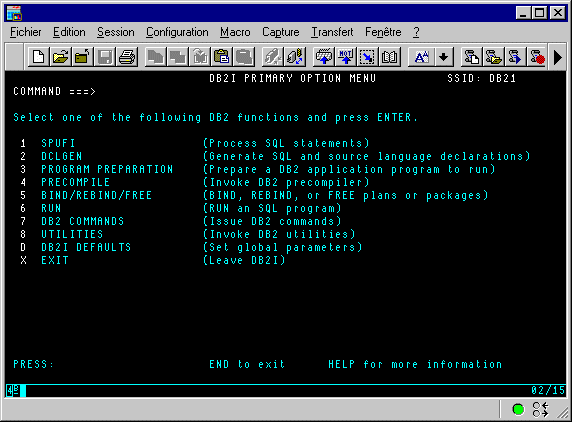 Fichier Edition Session Configuration Macro Capture Transfert Fenêtre ?
DB2I PRIMARY OPTION MENU SSID: DB21
COMMAND ===>
Select one of the following DB2 functions and press ENTER.
1 SPUFI (Process SQL statements)
2 DCLGEN (Generate SQL and source language declarations)
3 PROGRAM PREPARATION (Prepare a DB2 application program to run)
4 PRECOMPILE (Invoke DB2 precompiler)
5 BIND/REBIND/FREE (BIND, REBIND, or FREE plans or packages)
6 RUN (RUN an SQL program)
7 DB2 COMMANDS (Issue DB2 commands)
8 UTILITIES (Invoke DB2 utilities)
D DB2I DEFAULTS (Set global parameters)
X EXIT (Leave DB2I)
PRESS: END to exit HELP for more information
02/15